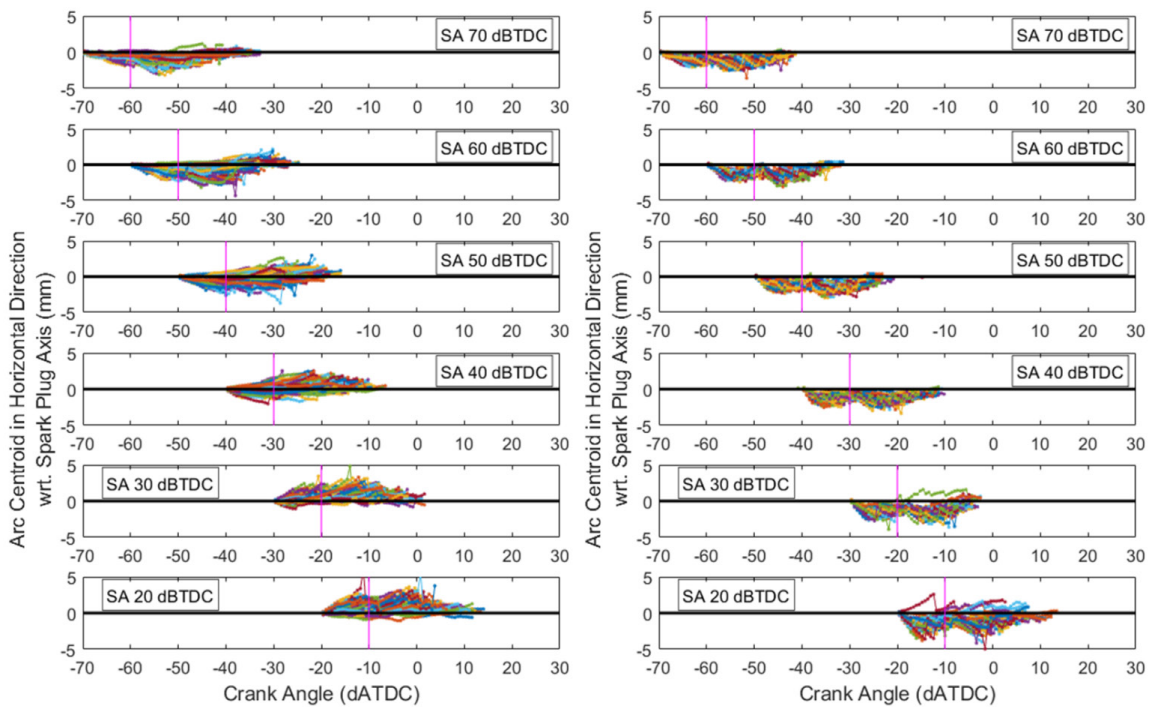 Arc Centroid in Horizontal Direction
wrt. Spark Plug Axis (mm)
5
0
-5
SA 70 dBTDC
-70 -60 -50 -40 -30 -20 -10 0 10 20 30
5
0
-5
SA 60 dBTDC
-70 -60 -50 -40 -30 -20 -10 0 10 20 30
5
0
-5
SA 50 dBTDC
-70 -60 -50 -40 -30 -20 -10 0 10 20 30
5
0
-5
SA 40 dBTDC
-70 -60 -50 -40 -30 -20 -10 0 10 20 30
5
0
-5
SA 30 dBTDC
-70 -60 -50 -40 -30 -20 -10 0 10 20 30
5
0
-5
SA 20 dBTDC
-70 -60 -50 -40 -30 -20 -10 0 10 20 30
Crank Angle (dATDC)
Arc Centroid in Horizontal Direction
wrt. Spark Plug Axis (mm)
5
0
-5
SA 70 dBTDC
-70 -60 -50 -40 -30 -20 -10 0 10 20 30
5
0
-5
SA 60 dBTDC
-70 -60 -50 -40 -30 -20 -10 0 10 20 30
5
0
-5
SA 50 dBTDC
-70 -60 -50 -40 -30 -20 -10 0 10 20 30
5
0
-5
SA 40 dBTDC
-70 -60 -50 -40 -30 -20 -10 0 10 20 30
5
0
-5
SA 30 dBTDC
-70 -60 -50 -40 -30 -20 -10 0 10 20 30
5
0
-5
SA 20 dBTDC
-70 -60 -50 -40 -30 -20 -10 0 10 20 30
Crank Angle (dATDC)